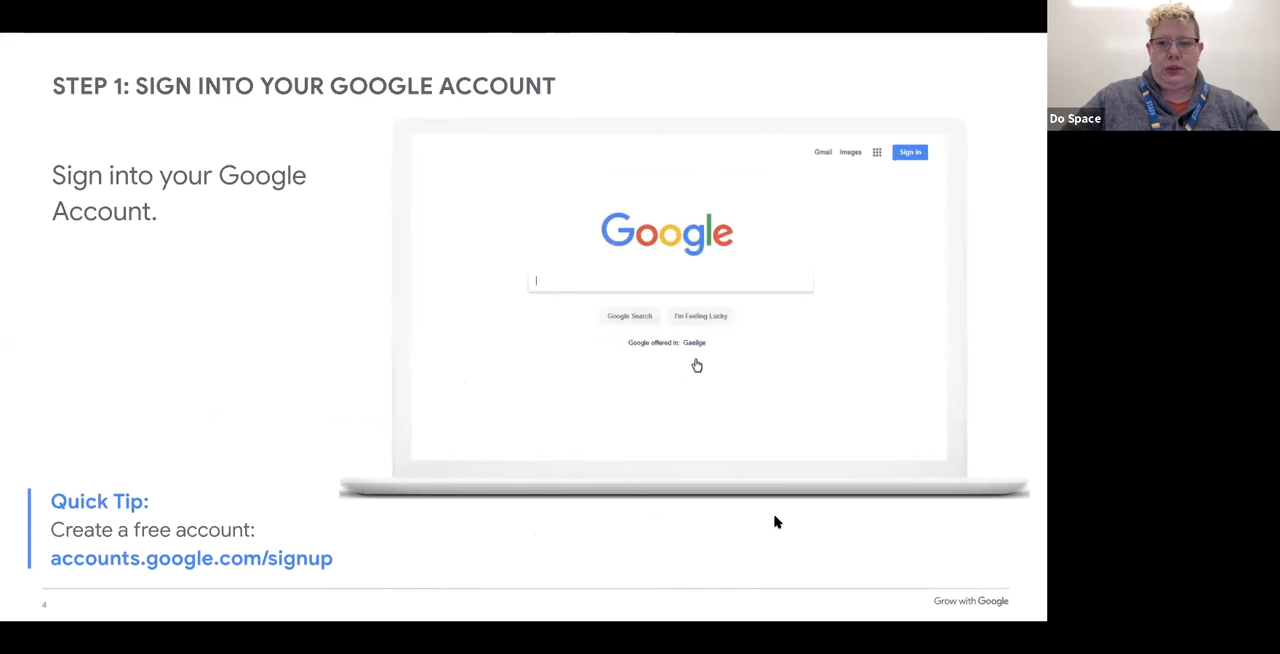 STEP 1: SIGN INTO YOUR GOOGLE ACCOUNT
Sign into your Google
Account.
Gmail Images Sign in
Google
Google Search I'm Feeling Lucky
Google offered in: Gaeilge
Quick Tip:
Create a free account:
accounts.google.com/signup
4
Grow with Google
Do Space
STAFF
STAFF